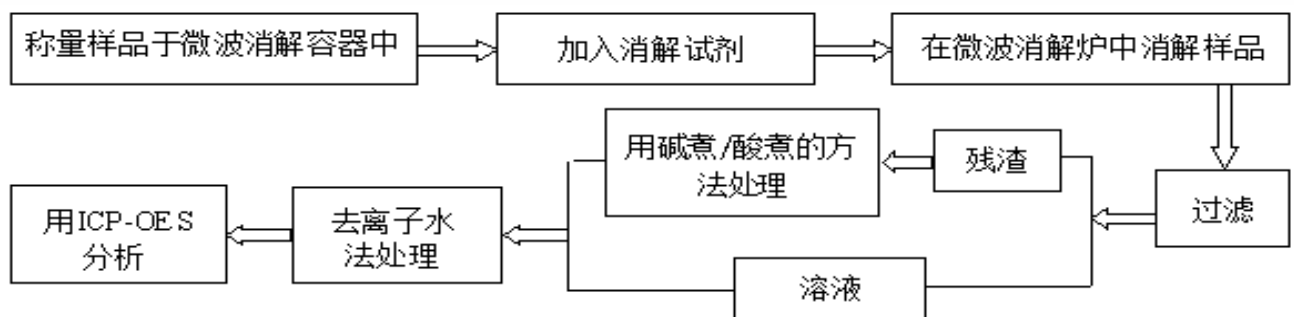 称量样品于微波消解容器中
加入消解试剂
在微波消解炉中消解样品
过滤
残渣
用碱煮/酸煮的方
法处理
溶液
去离子水
法处理
用ICP-OES
分析